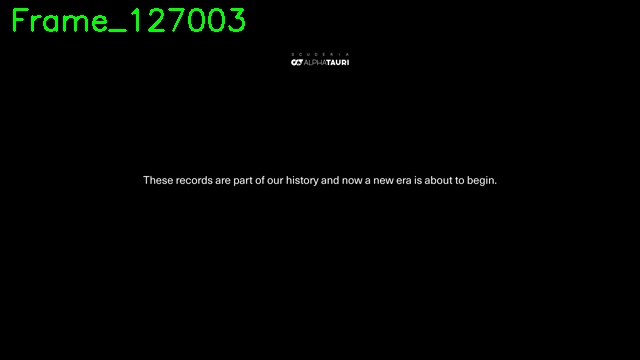 Frame_127003
SCUDERIA
ALPHATAURI
These records are part of our history and now a new era is about to begin.